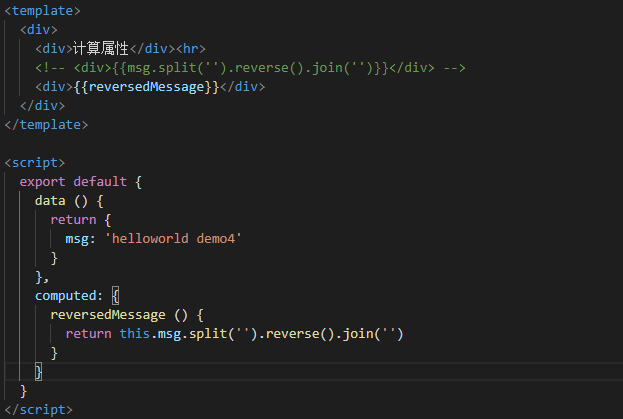 <template>
  <div>
    <div>计算属性</div><hr>
    <!-- <div>{{msg.split('').reverse().join('')}}</div> -->
    <div>{{reversedMessage}}</div>
  </div>
</template>

<script>
  export default {
    data () {
      return {
        msg: 'helloworld demo4'
      }
    },
    computed: {
      reversedMessage () {
        return this.msg.split('').reverse().join('')
      }
    }
  }
</script>